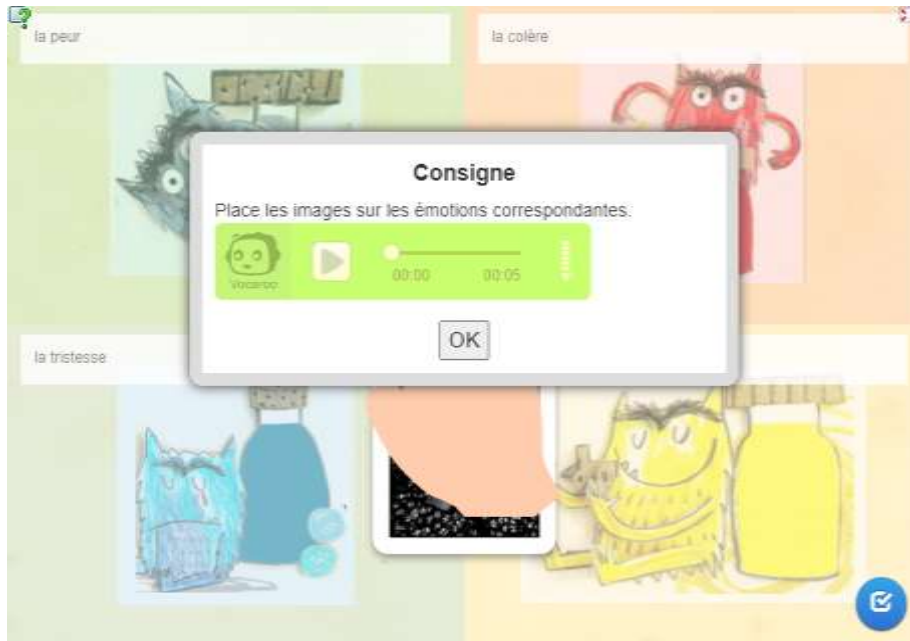 la peur
la colère
Consigne
Place les images sur les émotions correspondantes.
00:00 00:05
Vocaroo
OK
la tristesse